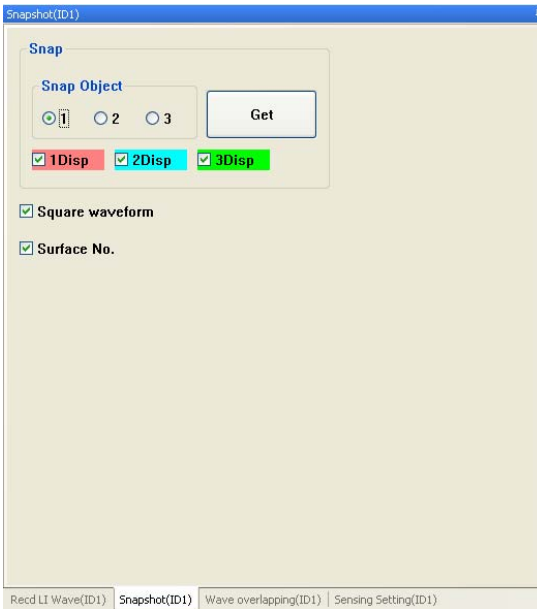 Snapshot(ID1)
Snap
Snap Object
1 2 3
Get
1Disp 2Disp 3Disp
Square waveform
Surface No.
Recd LI Wave(ID1) Snapshot(ID1) Wave overlapping(ID1) Sensing Setting(ID1)